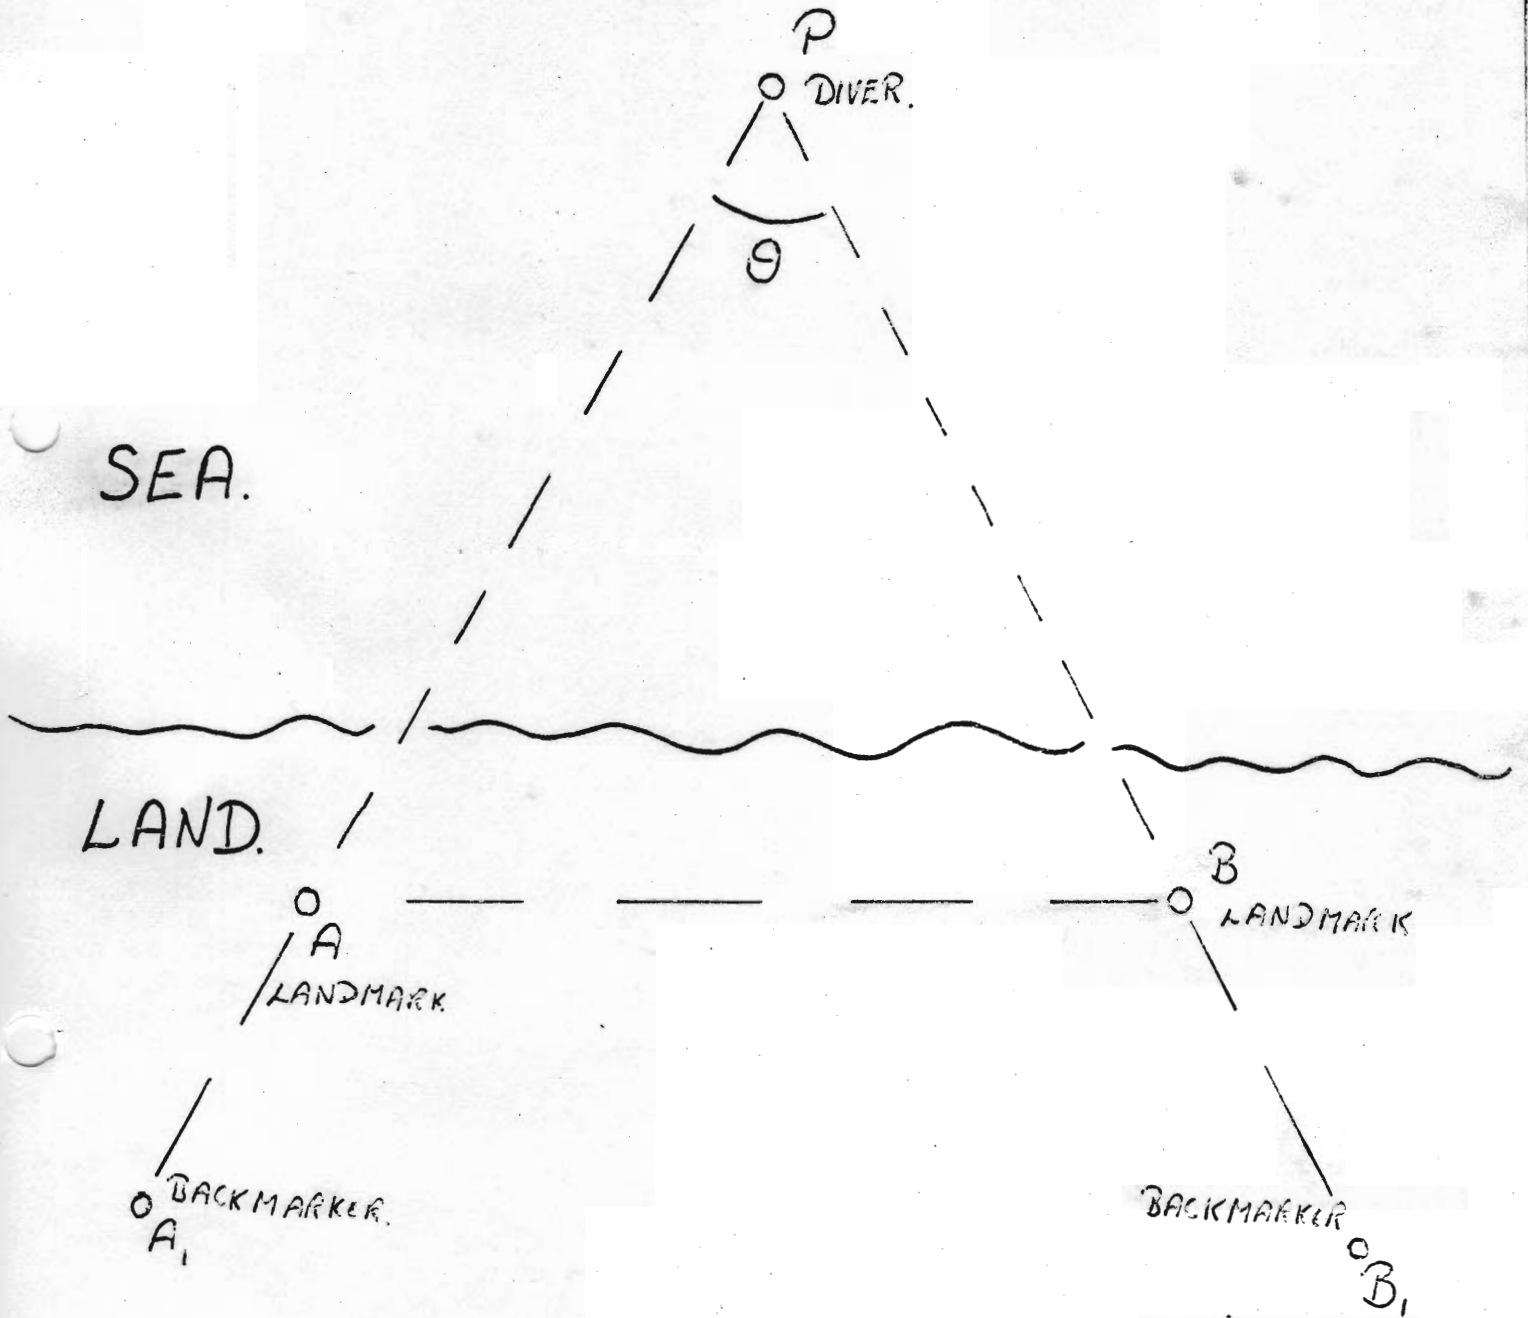 P
DIVER.
θ
SEA.
LAND.
B
LANDMARK
A
LANDMARK
BACKMARKER.
A₁
BACKMARKER
B₁